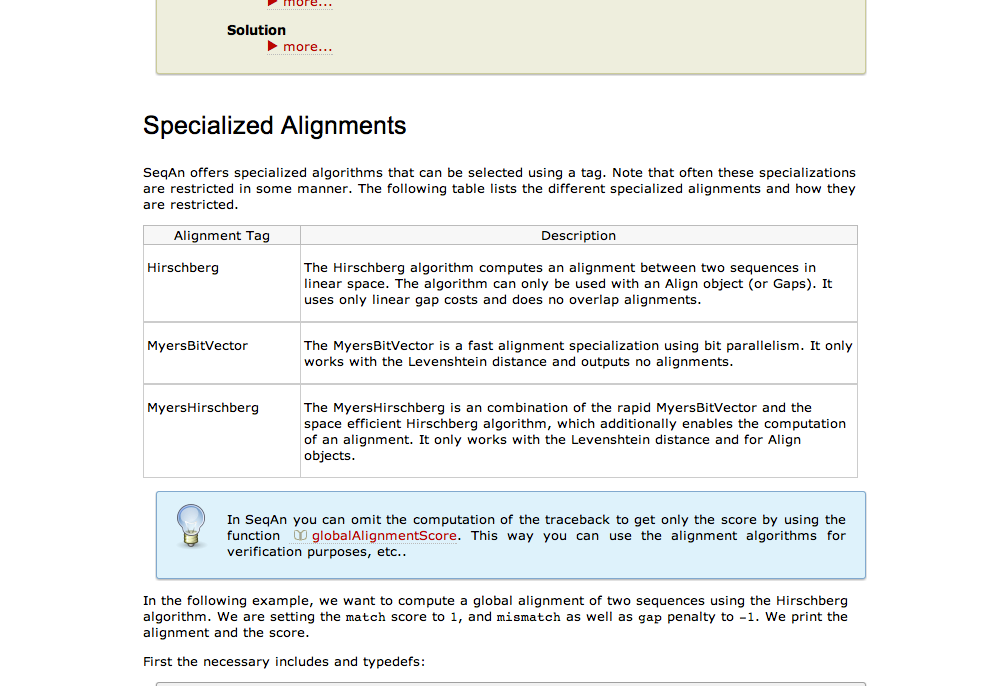 more...
Solution
more...
Specialized Alignments
SeqAn offers specialized algorithms that can be selected using a tag. Note that often these specializations
are restricted in some manner. The following table lists the different specialized alignments and how they
are restricted.
Alignment Tag Description
Hirschberg The Hirschberg algorithm computes an alignment between two sequences in
linear space. The algorithm can only be used with an Align object (or Gaps). It
uses only linear gap costs and does no overlap alignments.
MyersBitVector The MyersBitVector is a fast alignment specialization using bit parallelism. It only
works with the Levenshtein distance and outputs no alignments.
MyersHirschberg The MyersHirschberg is an combination of the rapid MyersBitVector and the
space efficient Hirschberg algorithm, which additionally enables the computation
of an alignment. It only works with the Levenshtein distance and for Align
objects.
In SeqAn you can omit the computation of the traceback to get only the score by using the
function globalAlignmentScore. This way you can use the alignment algorithms for
verification purposes, etc..
In the following example, we want to compute a global alignment of two sequences using the Hirschberg
algorithm. We are setting the match score to 1, and mismatch as well as gap penalty to -1. We print the
alignment and the score.
First the necessary includes and typedefs: